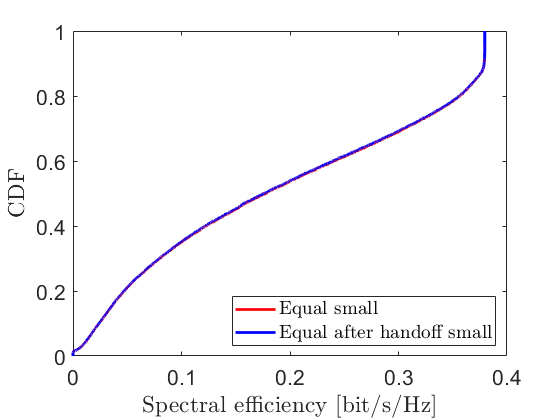 1
0.8
0.6
0.4
0.2
0
CDF
Equal small
Equal after handoff small
0 0.1 0.2 0.3 0.4
Spectral efficiency [bit/s/Hz]